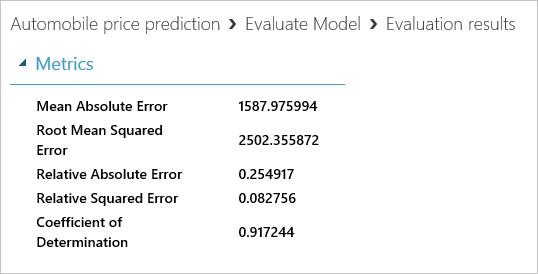 Automobile price prediction > Evaluate Model > Evaluation results
Metrics
Mean Absolute Error 1587.975994
Root Mean Squared
Error 2502.355872
Relative Absolute Error 0.254917
Relative Squared Error 0.082756
Coefficient of
Determination 0.917244